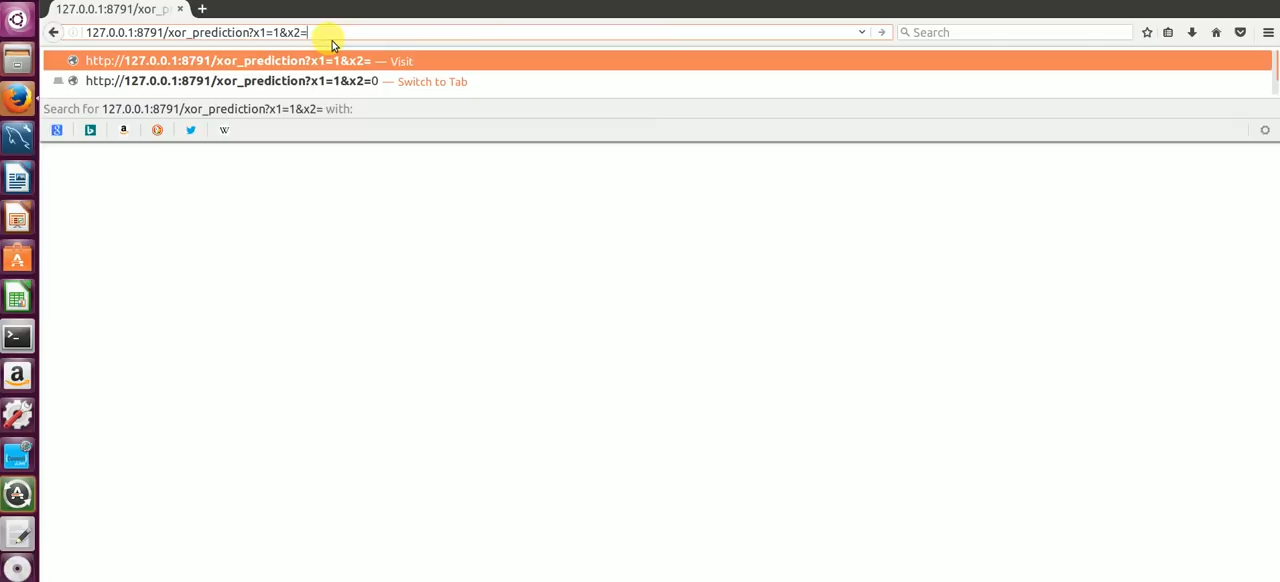 127.0.0.1:8791/xor_p
127.0.0.1:8791/xor_prediction?x1=1&x2=
Search
http://127.0.0.1:8791/xor_prediction?x1=1&x2= — Visit
http://127.0.0.1:8791/xor_prediction?x1=1&x2=0 — Switch to Tab
Search for 127.0.0.1:8791/xor_prediction?x1=1&x2= with: